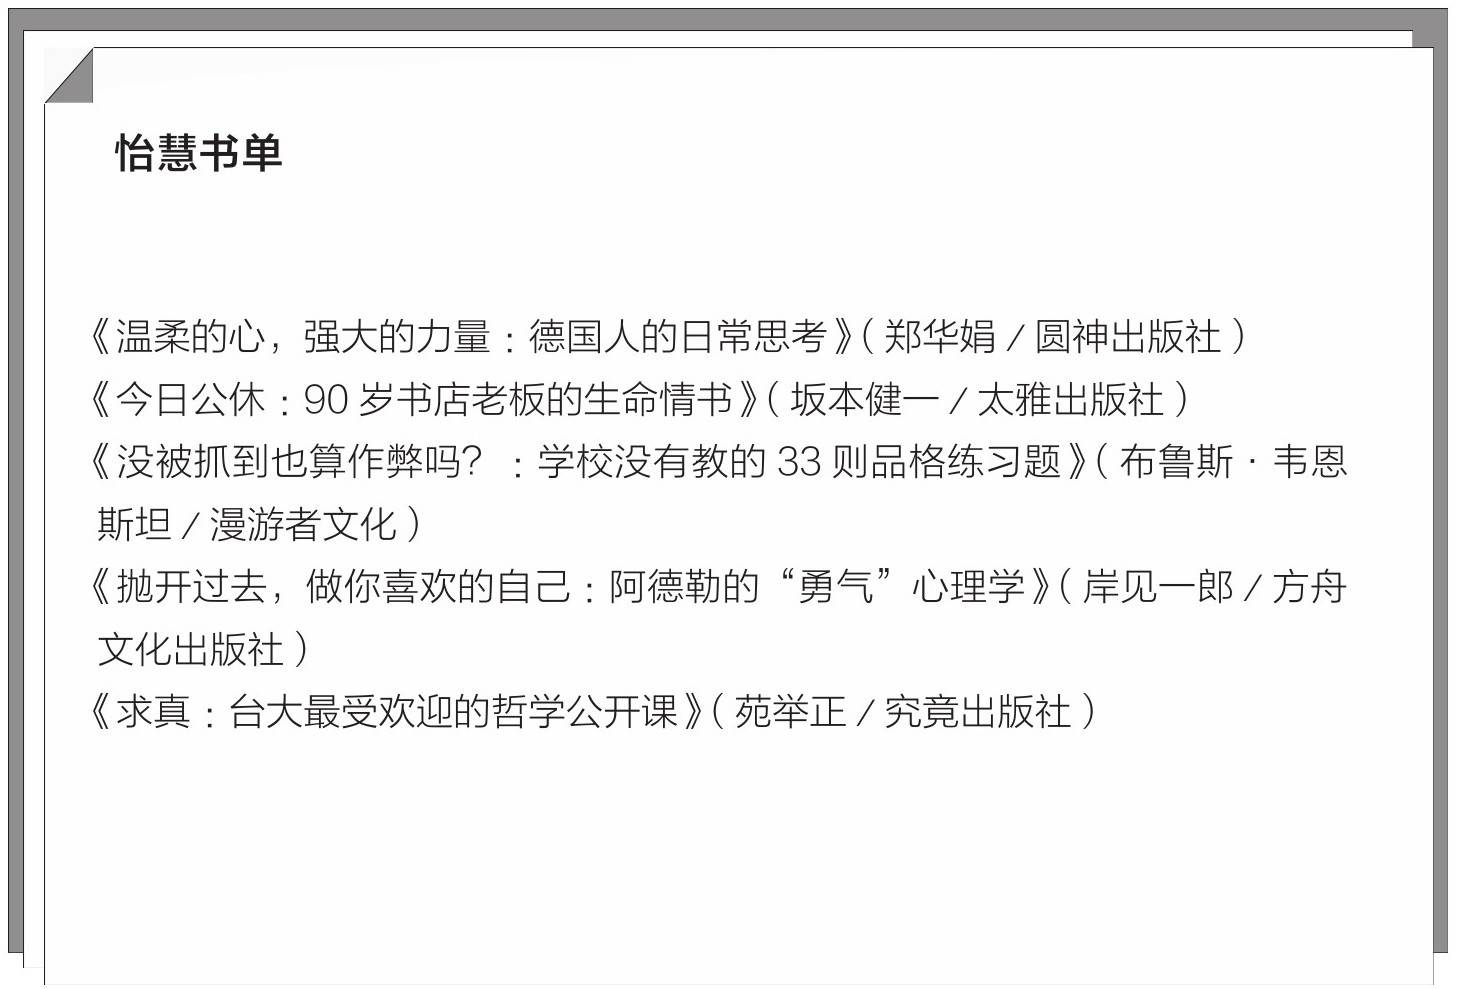 怡慧书单
《温柔的心，强大的力量：德国人的日常思考》（郑华娟/圆神出版社）
《今日公休：90岁书店老板的生命情书》（坂本健一/太雅出版社）
《没被抓到也算作弊吗？：学校没有教的33则品格练习题》（布鲁斯·韦恩
斯坦/漫游者文化）
《抛开过去，做你喜欢的自己：阿德勒的“勇气”心理学》（岸见一郎/方舟
文化出版社）
《求真：台大最受欢迎的哲学公开课》（苑举正/究竟出版社）